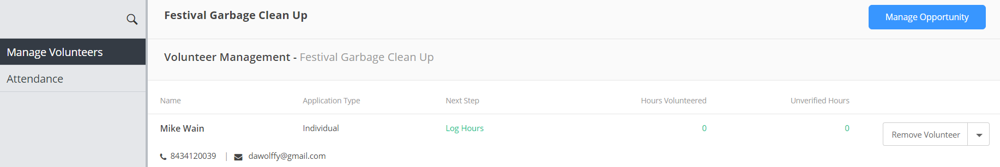 Festival Garbage Clean Up
Manage Opportunity
Manage Volunteers
Attendance
Volunteer Management - Festival Garbage Clean Up
Name Application Type Next Step Hours Volunteered Unverified Hours
Mike Wain Individual Log Hours 0 0 Remove Volunteer
8434120039 | dawolffy@gmail.com